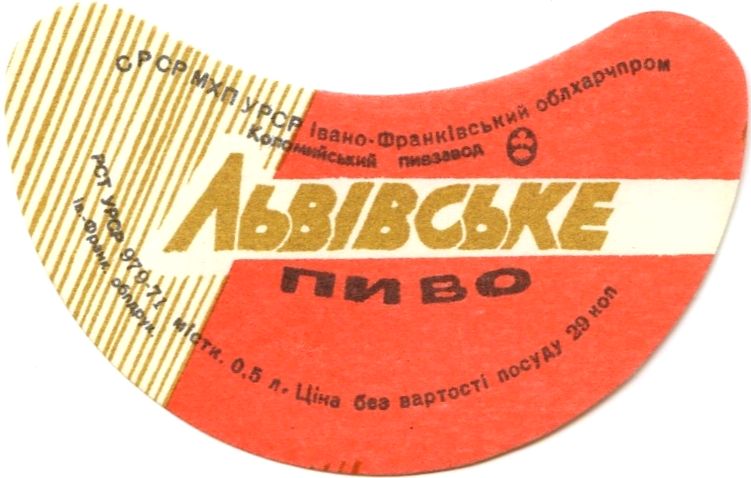 СРСР МХП УРСР Івано-Франківський облхарчпром
Коломийський пивзавод
ЛЬВІВСЬКЕ
ПИВО
РСТ УРСР 979-71 місти. 0,5 л. Ціна без вартості посуду 29 коп
Ів.-Франк. облдрук.